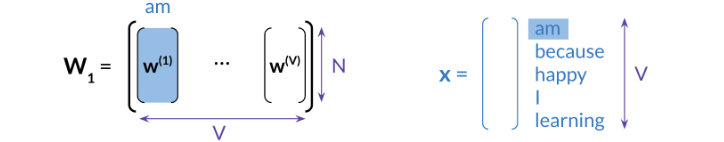 am
W₁ = w⁽¹⁾ ... w⁽ⱽ⁾ N
V
x =
am
because
happy
I
learning
V